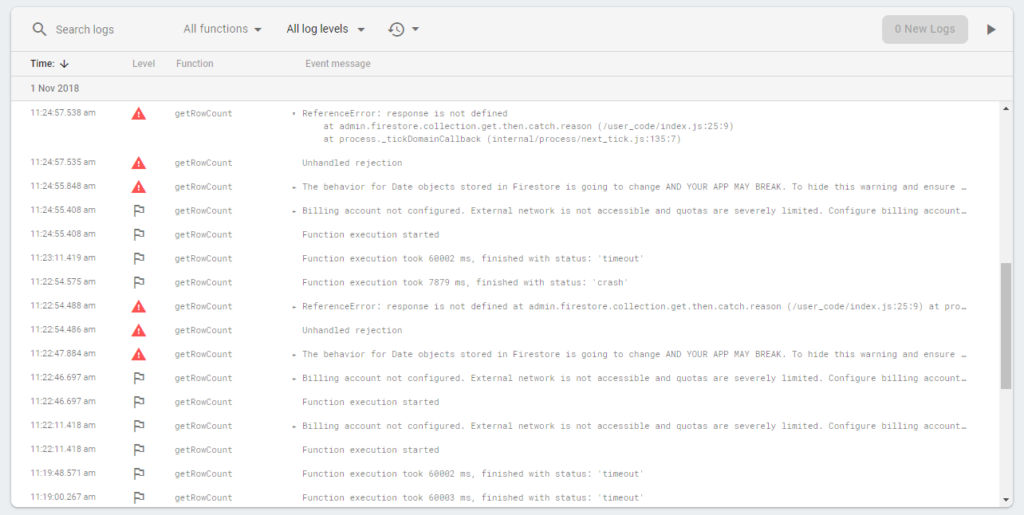 Search logs All functions All log levels 0 New Logs
Time: Level Function Event message
1 Nov 2018
11:24:57.538 am getRowCount ReferenceError: response is not defined
at admin.firestore.collection.get.then.catch.reason (/user_code/index.js:25:9)
at process._tickDomainCallback (internal/process/next_tick.js:135:7)
11:24:57.535 am getRowCount Unhandled rejection
11:24:55.848 am getRowCount The behavior for Date objects stored in Firestore is going to change AND YOUR APP MAY BREAK. To hide this warning and ensure …
11:24:55.408 am getRowCount Billing account not configured. External network is not accessible and quotas are severely limited. Configure billing account…
11:24:55.408 am getRowCount Function execution started
11:23:11.419 am getRowCount Function execution took 60002 ms, finished with status: 'timeout'
11:22:54.575 am getRowCount Function execution took 7879 ms, finished with status: 'crash'
11:22:54.488 am getRowCount ReferenceError: response is not defined at admin.firestore.collection.get.then.catch.reason (/user_code/index.js:25:9) at pro…
11:22:54.486 am getRowCount Unhandled rejection
11:22:47.884 am getRowCount The behavior for Date objects stored in Firestore is going to change AND YOUR APP MAY BREAK. To hide this warning and ensure …
11:22:46.697 am getRowCount Billing account not configured. External network is not accessible and quotas are severely limited. Configure billing account…
11:22:46.697 am getRowCount Function execution started
11:22:11.418 am getRowCount Billing account not configured. External network is not accessible and quotas are severely limited. Configure billing account…
11:22:11.418 am getRowCount Function execution started
11:19:48.571 am getRowCount Function execution took 60002 ms, finished with status: 'timeout'
11:19:00.267 am getRowCount Function execution took 60003 ms, finished with status: 'timeout'